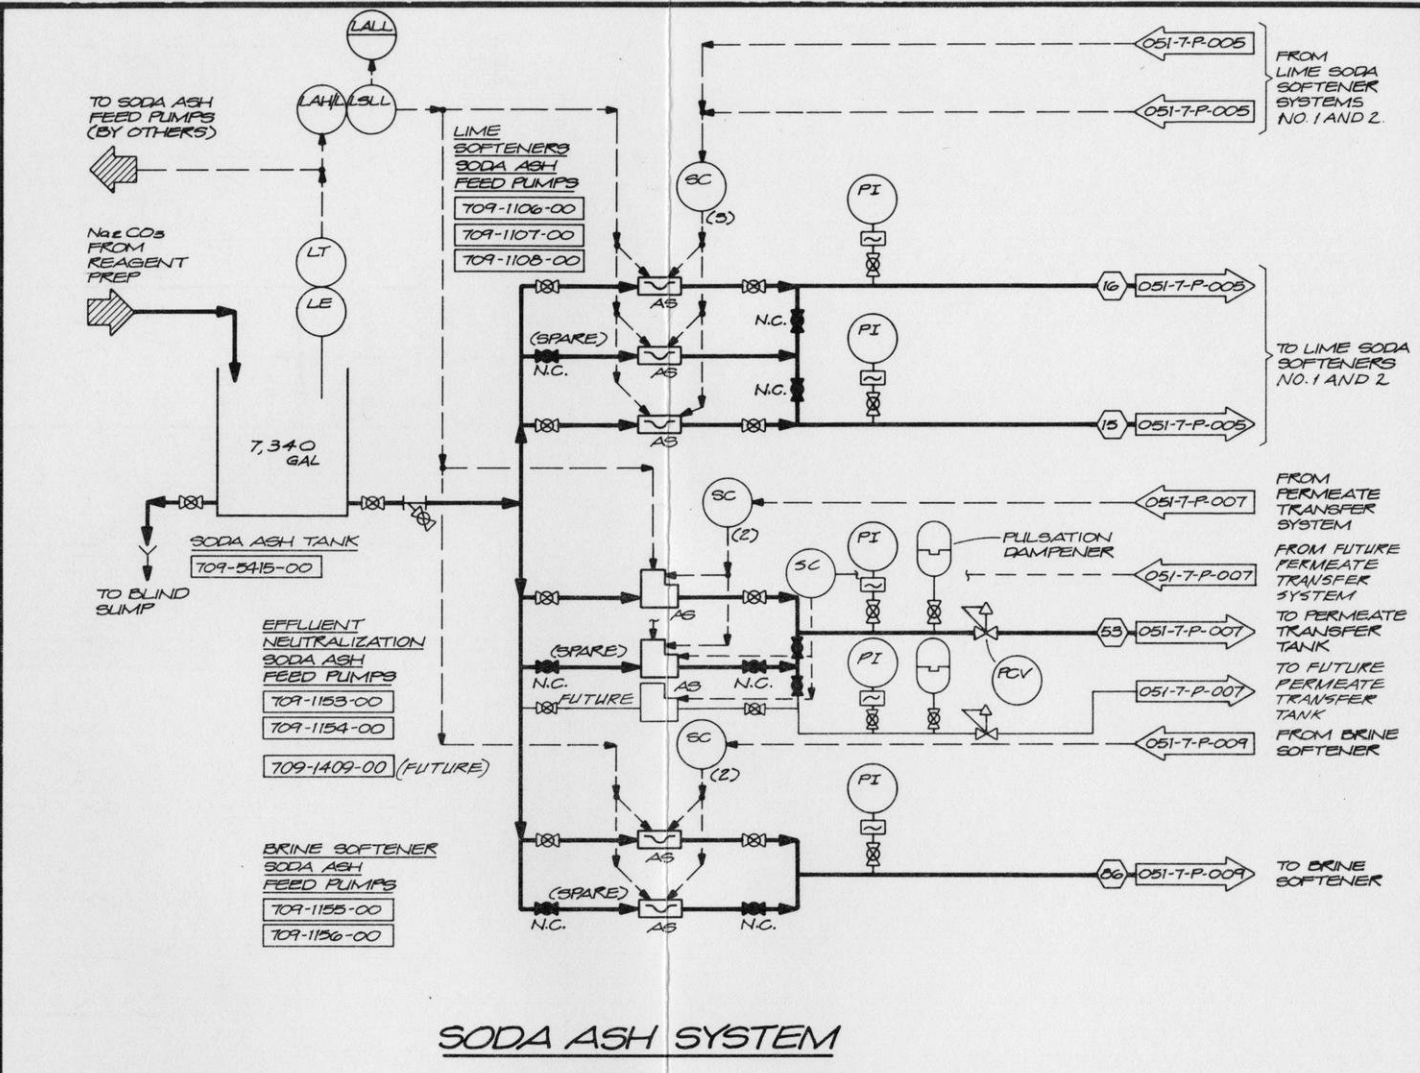 LALL
LAH/L
LSLL
TO SODA ASH
FEED PUMPS
(BY OTHERS)
Na2CO3
FROM
REAGENT
PREP
LT
LE
7,340
GAL
SODA ASH TANK
709-5415-00
TO BLIND
SUMP
LIME
SOFTENERS
SODA ASH
FEED PUMPS
709-1106-00
709-1107-00
709-1108-00
EFFLUENT
NEUTRALIZATION
SODA ASH
FEED PUMPS
709-1153-00
709-1154-00
709-1409-00 (FUTURE)
BRINE SOFTENER
SODA ASH
FEED PUMPS
709-1155-00
709-1156-00
051-7-P-005
051-7-P-005
FROM
LIME SODA
SOFTENER
SYSTEMS
NO. 1 AND 2.
SC
(3)
PI
AS
16
051-7-P-005
N.C.
(SPARE)
N.C.
AS
PI
N.C.
TO LIME SODA
SOFTENERS
NO. 1 AND 2
AS
15
051-7-P-005
SC
(2)
051-7-P-007
FROM
PERMEATE
TRANSFER
SYSTEM
SC
PI
PULSATION
DAMPENER
051-7-P-007
FROM FUTURE
PERMEATE
TRANSFER
SYSTEM
AS
53
051-7-P-007
TO PERMEATE
TRANSFER
TANK
(SPARE)
N.C.
AS
N.C.
PI
PCV
FUTURE
051-7-P-007
TO FUTURE
PERMEATE
TRANSFER
TANK
SC
(2)
051-7-P-009
FROM BRINE
SOFTENER
PI
AS
86
051-7-P-009
TO BRINE
SOFTENER
(SPARE)
N.C.
AS
N.C.
SODA ASH SYSTEM